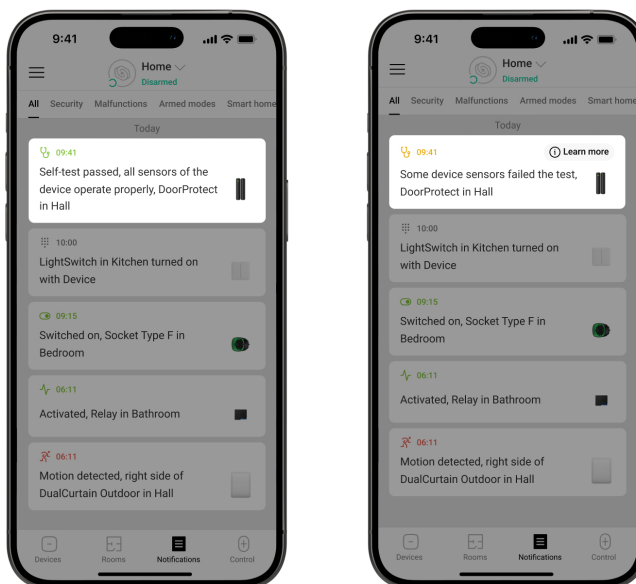 9:41
Home
Disarmed
All Security Malfunctions Armed modes Smart home
Today
09:41
Self-test passed, all sensors of the
device operate properly, DoorProtect
in Hall
10:00
LightSwitch in Kitchen turned on
with Device
09:15
Switched on, Socket Type F in
Bedroom
06:11
Activated, Relay in Bathroom
06:11
Motion detected, right side of
DualCurtain Outdoor in Hall
Devices Rooms Notifications Control
9:41
Home
Disarmed
All Security Malfunctions Armed modes Smart home
Today
09:41 Learn more
Some device sensors failed the test,
DoorProtect in Hall
10:00
LightSwitch in Kitchen turned on
with Device
09:15
Switched on, Socket Type F in
Bedroom
06:11
Activated, Relay in Bathroom
06:11
Motion detected, right side of
DualCurtain Outdoor in Hall
Devices Rooms Notifications Control